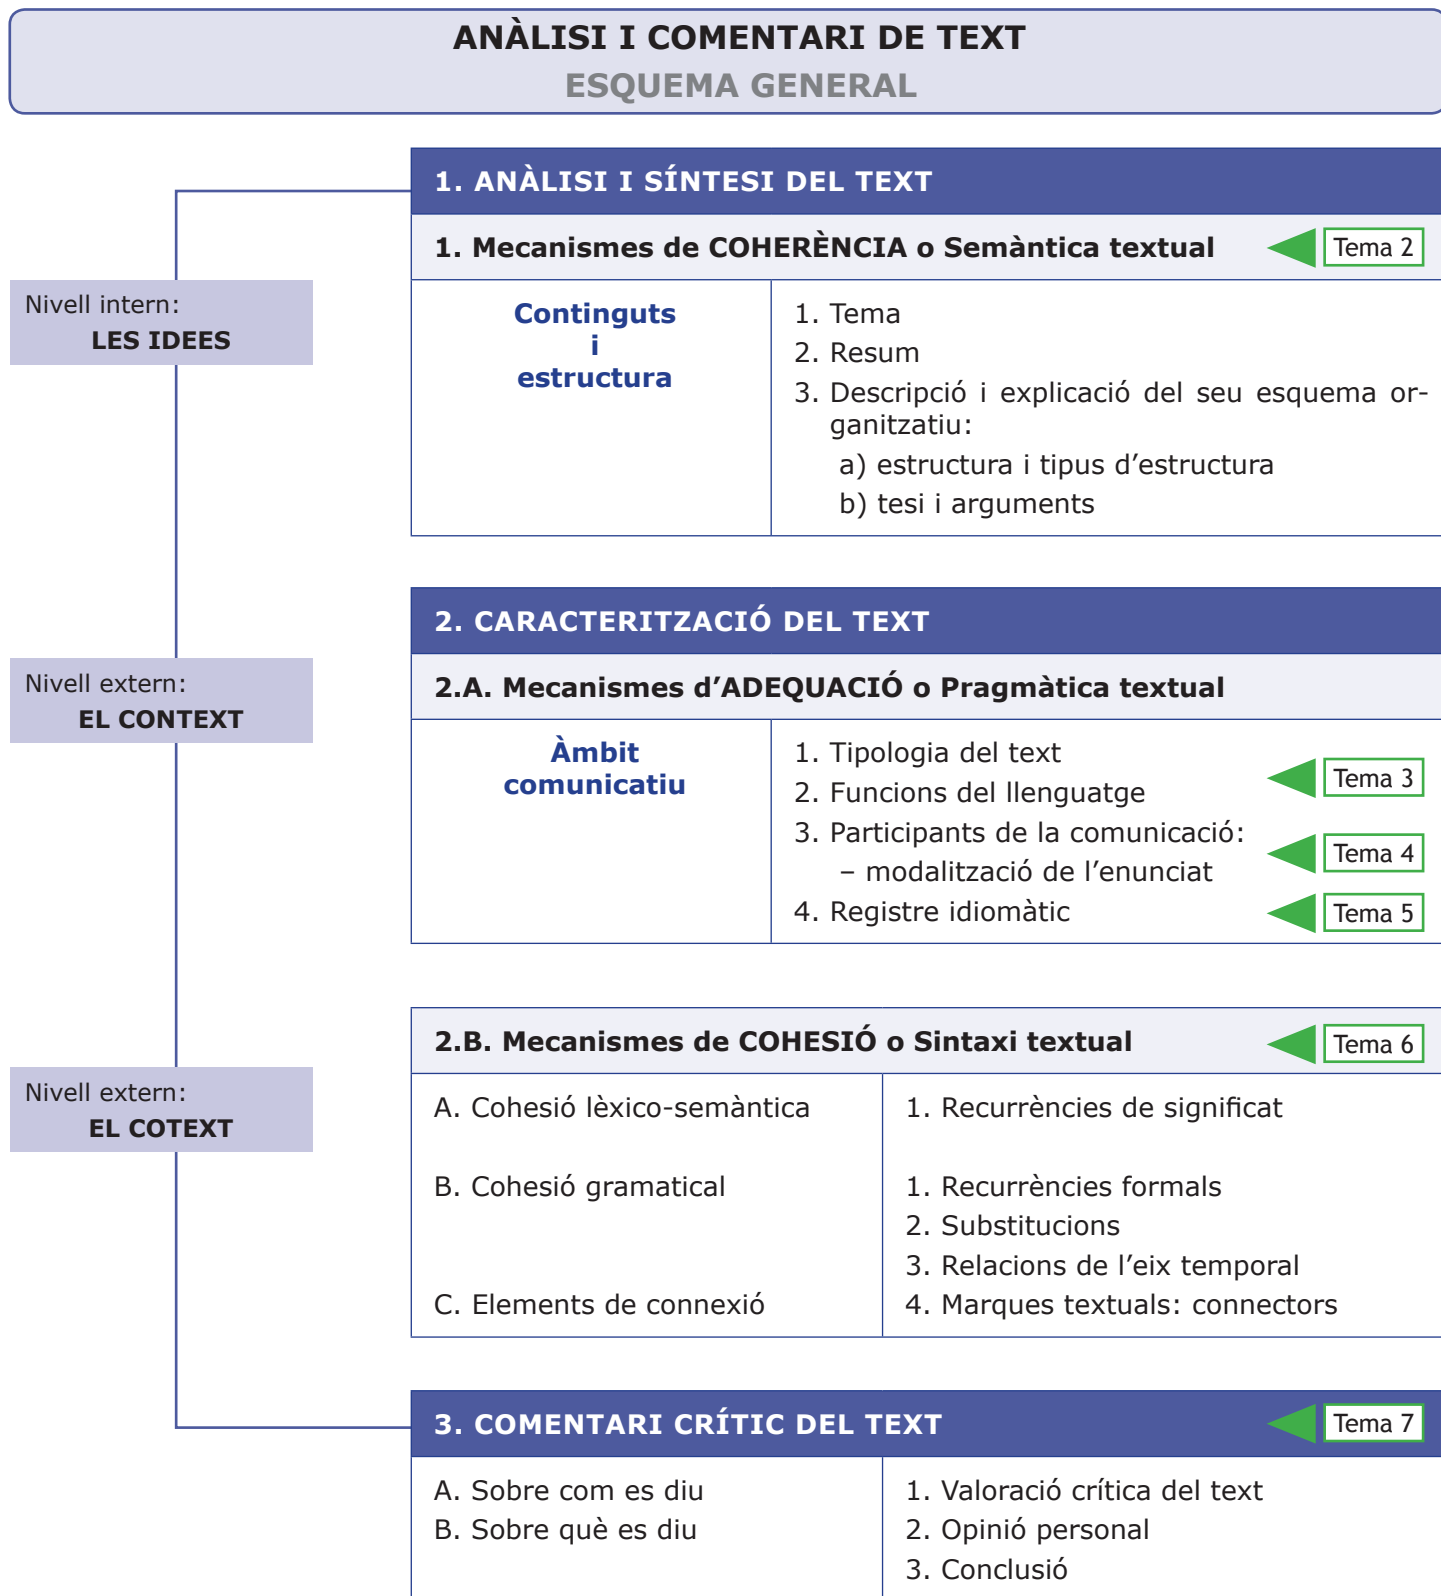 ANÀLISI I COMENTARI DE TEXT
ESQUEMA GENERAL
1. ANÀLISI I SÍNTESI DEL TEXT
1. Mecanismes de COHERÈNCIA o Semàntica textual
Tema 2
Nivell intern:
LES IDEES
Continguts
i
estructura
1. Tema
2. Resum
3. Descripció i explicació del seu esquema or-
ganitzatiu:
a) estructura i tipus d’estructura
b) tesi i arguments
2. CARACTERITZACIÓ DEL TEXT
2.A. Mecanismes d’ADEQUACIÓ o Pragmàtica textual
Nivell extern:
EL CONTEXT
Àmbit
comunicatiu
1. Tipologia del text
2. Funcions del llenguatge
Tema 3
3. Participants de la comunicació:
– modalització de l’enunciat
Tema 4
4. Registre idiomàtic
Tema 5
2.B. Mecanismes de COHESIÓ o Sintaxi textual
Tema 6
Nivell extern:
EL COTEXT
A. Cohesió lèxico-semàntica
1. Recurrències de significat
B. Cohesió gramatical
1. Recurrències formals
2. Substitucions
3. Relacions de l’eix temporal
C. Elements de connexió
4. Marques textuals: connectors
3. COMENTARI CRÍTIC DEL TEXT
Tema 7
A. Sobre com es diu
B. Sobre què es diu
1. Valoració crítica del text
2. Opinió personal
3. Conclusió